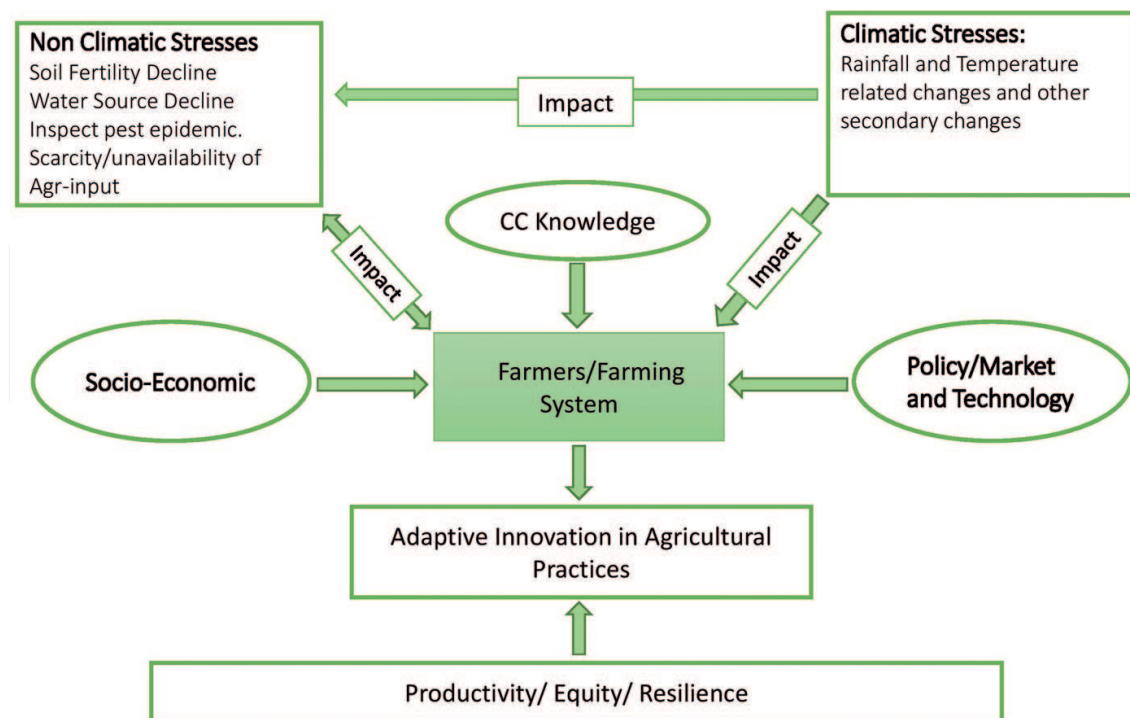 Non Climatic Stresses
Soil Fertility Decline
Water Source Decline
Inspect pest epidemic.
Scarcity/unavailability of
Agr-input
Impact
Climatic Stresses:
Rainfall and Temperature
related changes and other
secondary changes
CC Knowledge
Impact
Impact
Socio-Economic
Farmers/Farming
System
Policy/Market
and Technology
Adaptive Innovation in Agricultural
Practices
Productivity/ Equity/ Resilience